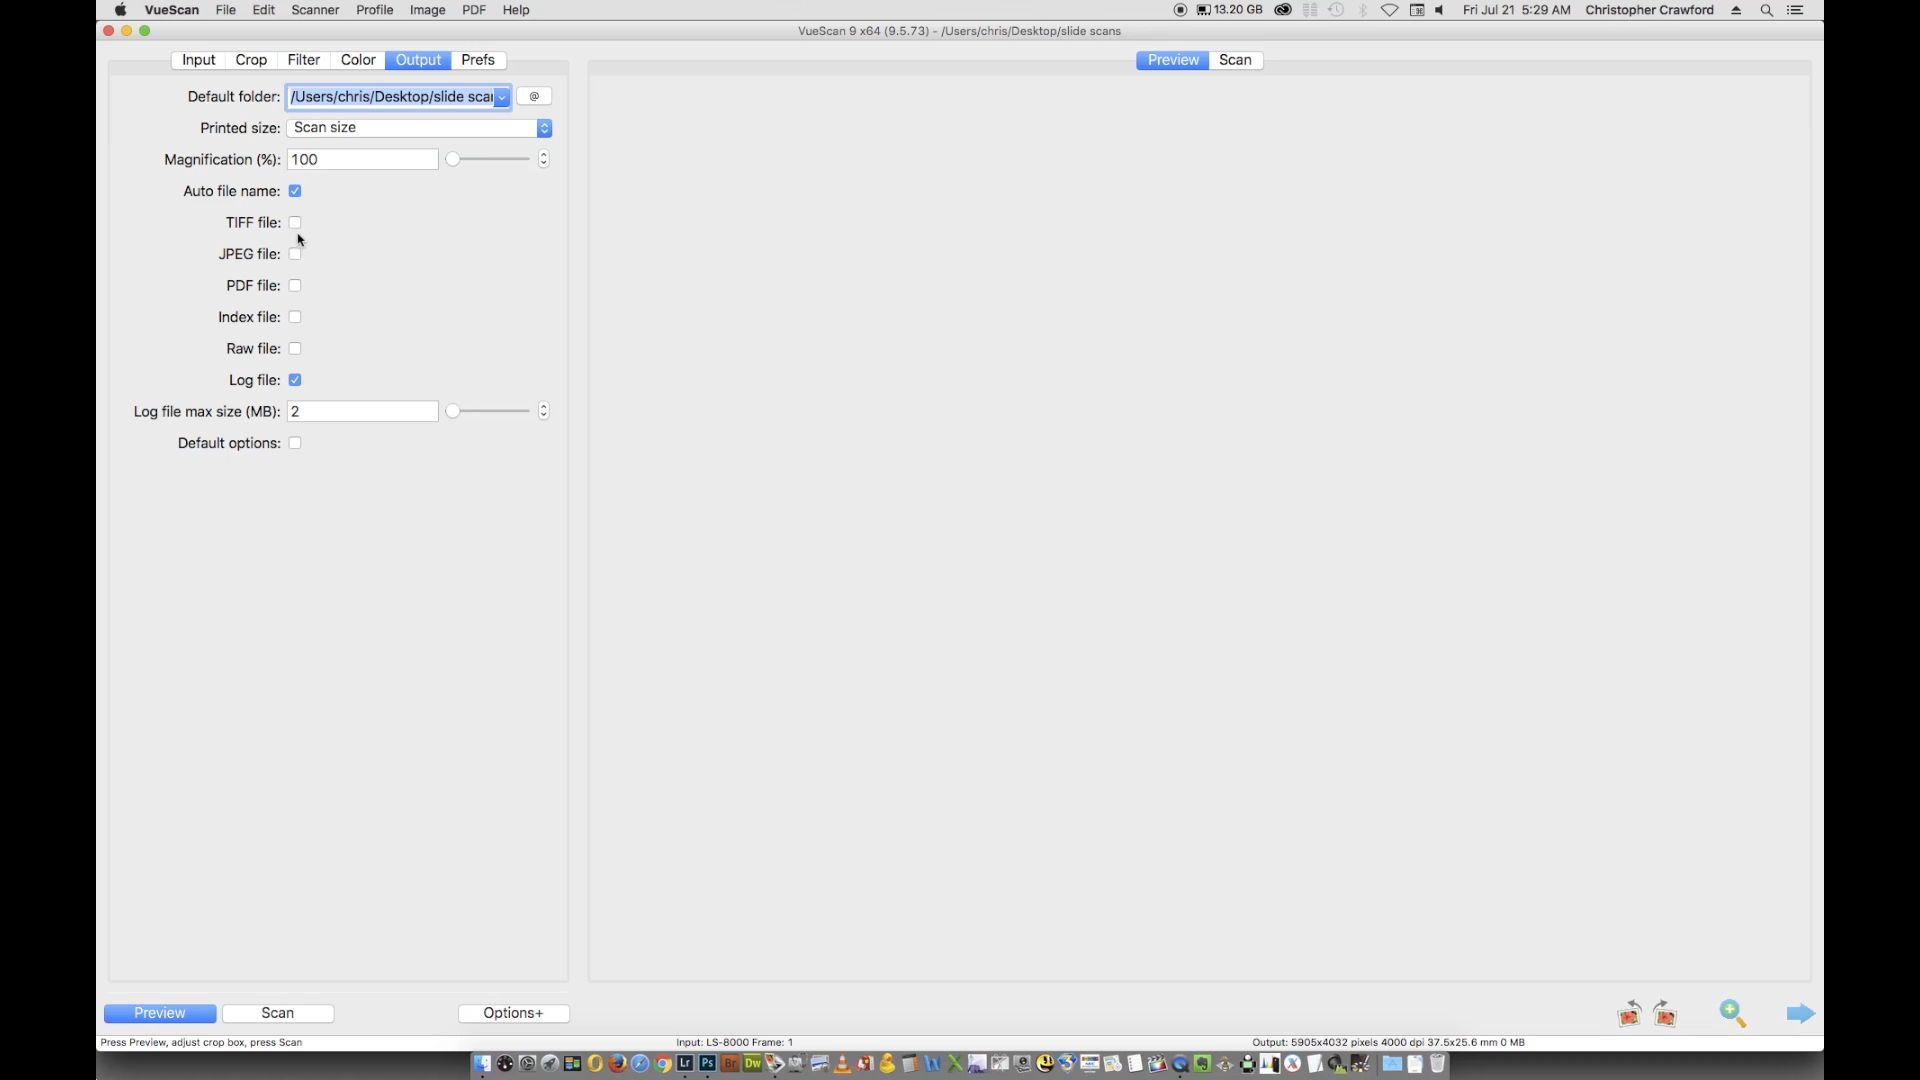 VueScan File Edit Scanner Profile Image PDF Help 13.20 GB Fri Jul 21 5:29 AM Christopher Crawford
VueScan 9 x64 (9.5.73) - /Users/chris/Desktop/slide scans
Input Crop Filter Color Output Prefs
Preview Scan
Default folder: /Users/chris/Desktop/slide scan @
Printed size: Scan size
Magnification (%): 100
Auto file name:
TIFF file:
JPEG file:
PDF file:
Index file:
Raw file:
Log file:
Log file max size (MB): 2
Default options:
Preview Scan Options+
Press Preview, adjust crop box, press Scan
Input: LS-8000 Frame: 1
Output: 5905x4032 pixels 4000 dpi 37.5x25.6 mm 0 MB
Lr Ps Br Dw